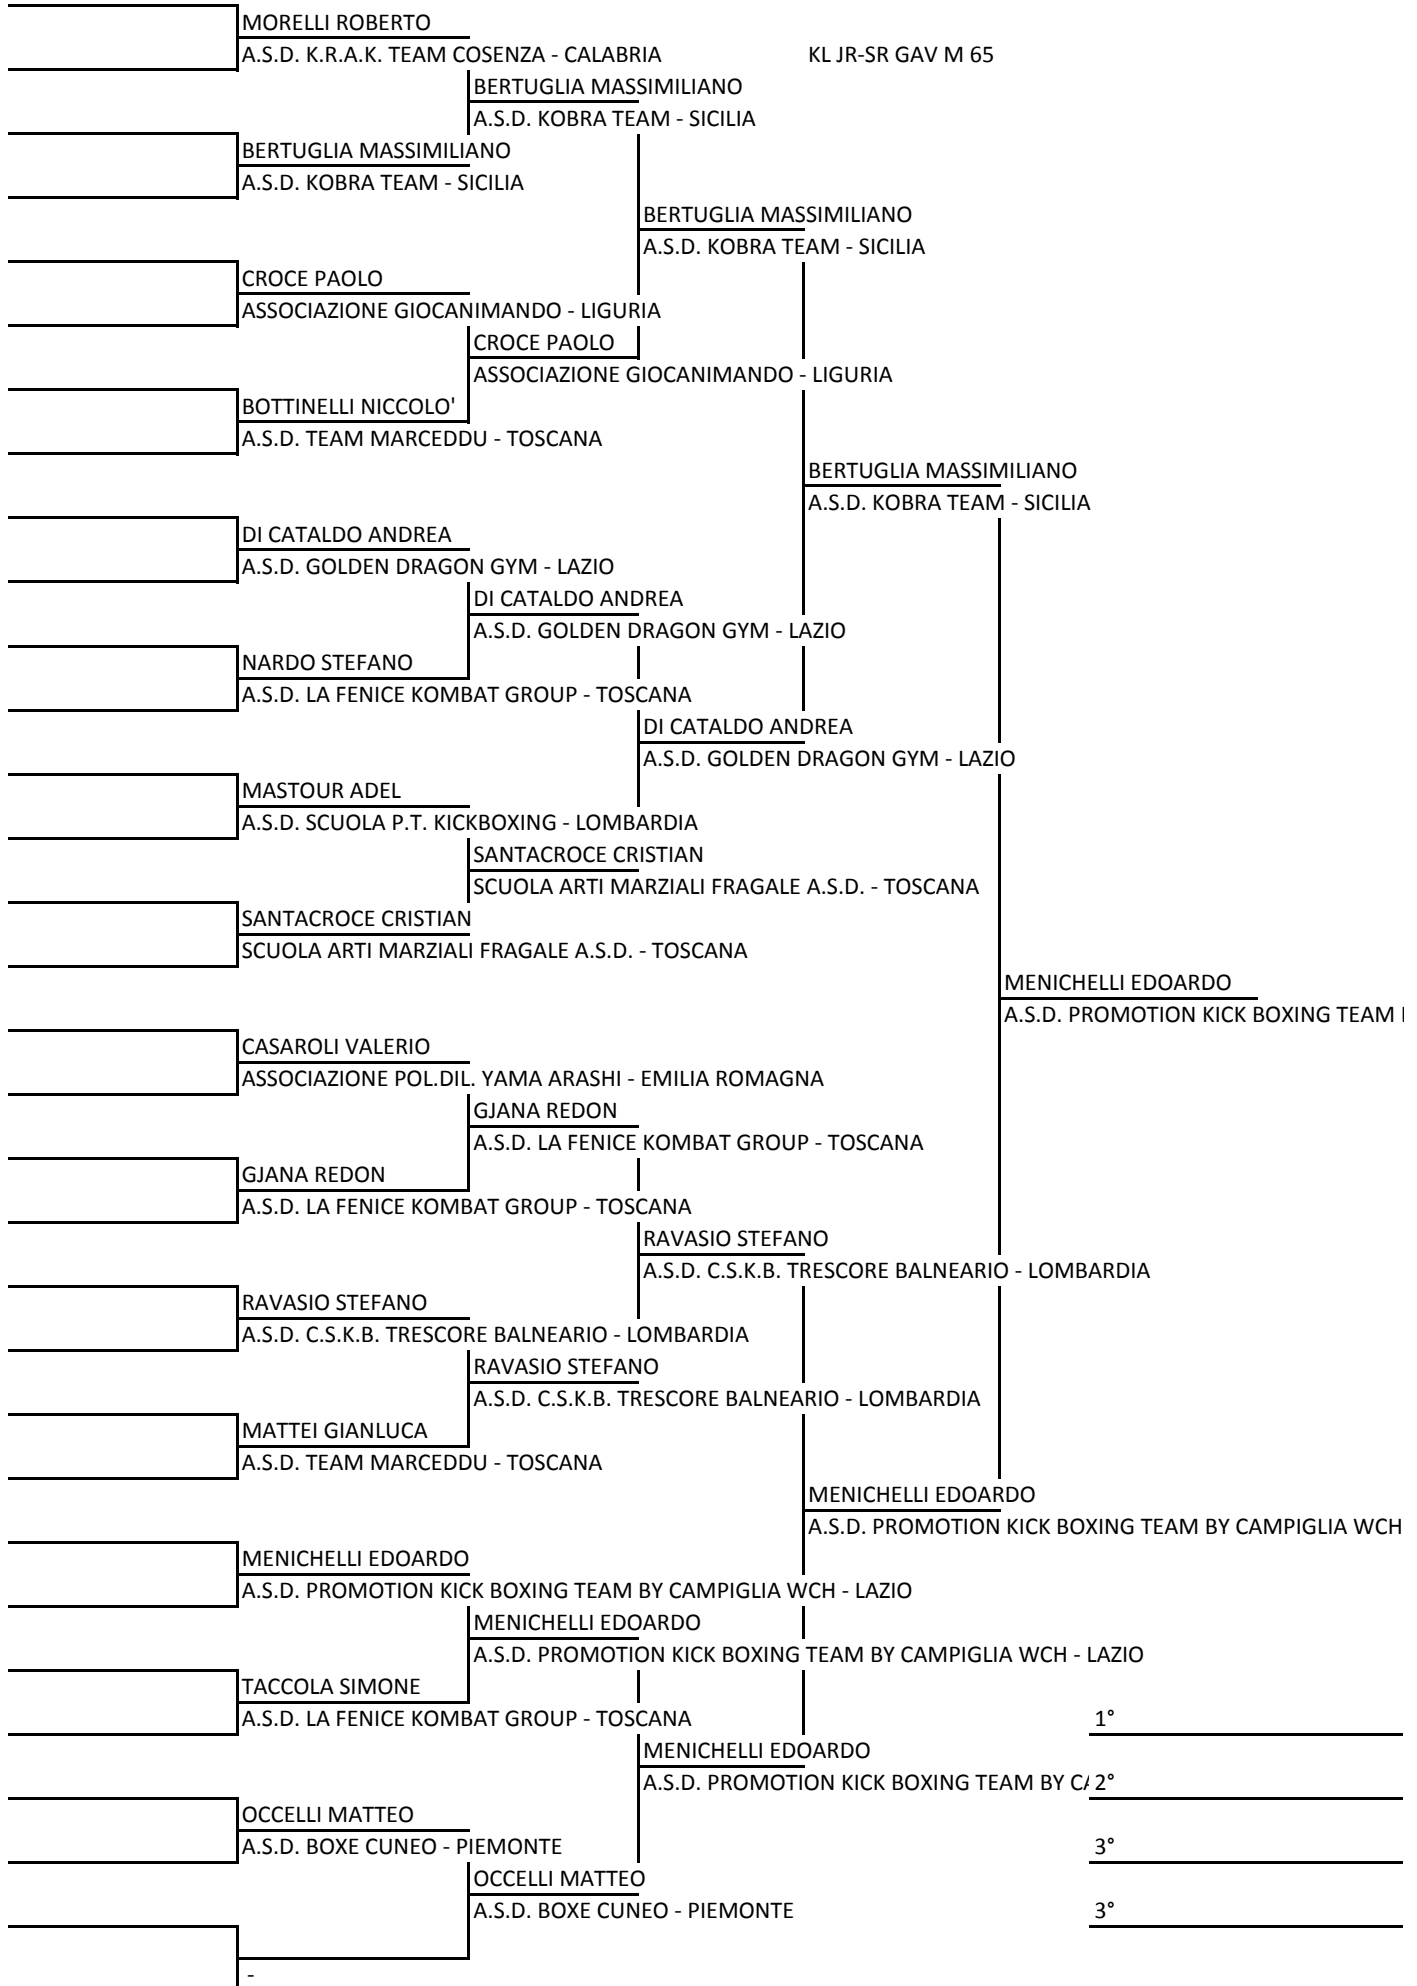 MORELLI ROBERTO
A.S.D. K.R.A.K. TEAM COSENZA - CALABRIA
KL JR-SR GAV M 65
BERTUGLIA MASSIMILIANO
A.S.D. KOBRA TEAM - SICILIA
BERTUGLIA MASSIMILIANO
A.S.D. KOBRA TEAM - SICILIA
BERTUGLIA MASSIMILIANO
A.S.D. KOBRA TEAM - SICILIA
CROCE PAOLO
ASSOCIAZIONE GIOCANIMANDO - LIGURIA
CROCE PAOLO
ASSOCIAZIONE GIOCANIMANDO - LIGURIA
BOTTINELLI NICCOLO'
A.S.D. TEAM MARCEDDU - TOSCANA
BERTUGLIA MASSIMILIANO
A.S.D. KOBRA TEAM - SICILIA
DI CATALDO ANDREA
A.S.D. GOLDEN DRAGON GYM - LAZIO
DI CATALDO ANDREA
A.S.D. GOLDEN DRAGON GYM - LAZIO
NARDO STEFANO
A.S.D. LA FENICE KOMBAT GROUP - TOSCANA
DI CATALDO ANDREA
A.S.D. GOLDEN DRAGON GYM - LAZIO
MASTOUR ADEL
A.S.D. SCUOLA P.T. KICKBOXING - LOMBARDIA
SANTACROCE CRISTIAN
SCUOLA ARTI MARZIALI FRAGALE A.S.D. - TOSCANA
SANTACROCE CRISTIAN
SCUOLA ARTI MARZIALI FRAGALE A.S.D. - TOSCANA
MENICHELLI EDOARDO
A.S.D. PROMOTION KICK BOXING TEAM
CASAROLI VALERIO
ASSOCIAZIONE POL.DIL. YAMA ARASHI - EMILIA ROMAGNA
GJANA REDON
A.S.D. LA FENICE KOMBAT GROUP - TOSCANA
GJANA REDON
A.S.D. LA FENICE KOMBAT GROUP - TOSCANA
RAVASIO STEFANO
A.S.D. C.S.K.B. TRESCORE BALNEARIO - LOMBARDIA
RAVASIO STEFANO
A.S.D. C.S.K.B. TRESCORE BALNEARIO - LOMBARDIA
RAVASIO STEFANO
A.S.D. C.S.K.B. TRESCORE BALNEARIO - LOMBARDIA
MATTEI GIANLUCA
A.S.D. TEAM MARCEDDU - TOSCANA
MENICHELLI EDOARDO
A.S.D. PROMOTION KICK BOXING TEAM BY CAMPIGLIA WCH
MENICHELLI EDOARDO
A.S.D. PROMOTION KICK BOXING TEAM BY CAMPIGLIA WCH - LAZIO
MENICHELLI EDOARDO
A.S.D. PROMOTION KICK BOXING TEAM BY CAMPIGLIA WCH - LAZIO
TACCOLA SIMONE
A.S.D. LA FENICE KOMBAT GROUP - TOSCANA
1°
MENICHELLI EDOARDO
A.S.D. PROMOTION KICK BOXING TEAM BY
2°
OCCELLI MATTEO
A.S.D. BOXE CUNEO - PIEMONTE
3°
OCCELLI MATTEO
A.S.D. BOXE CUNEO - PIEMONTE
3°
-